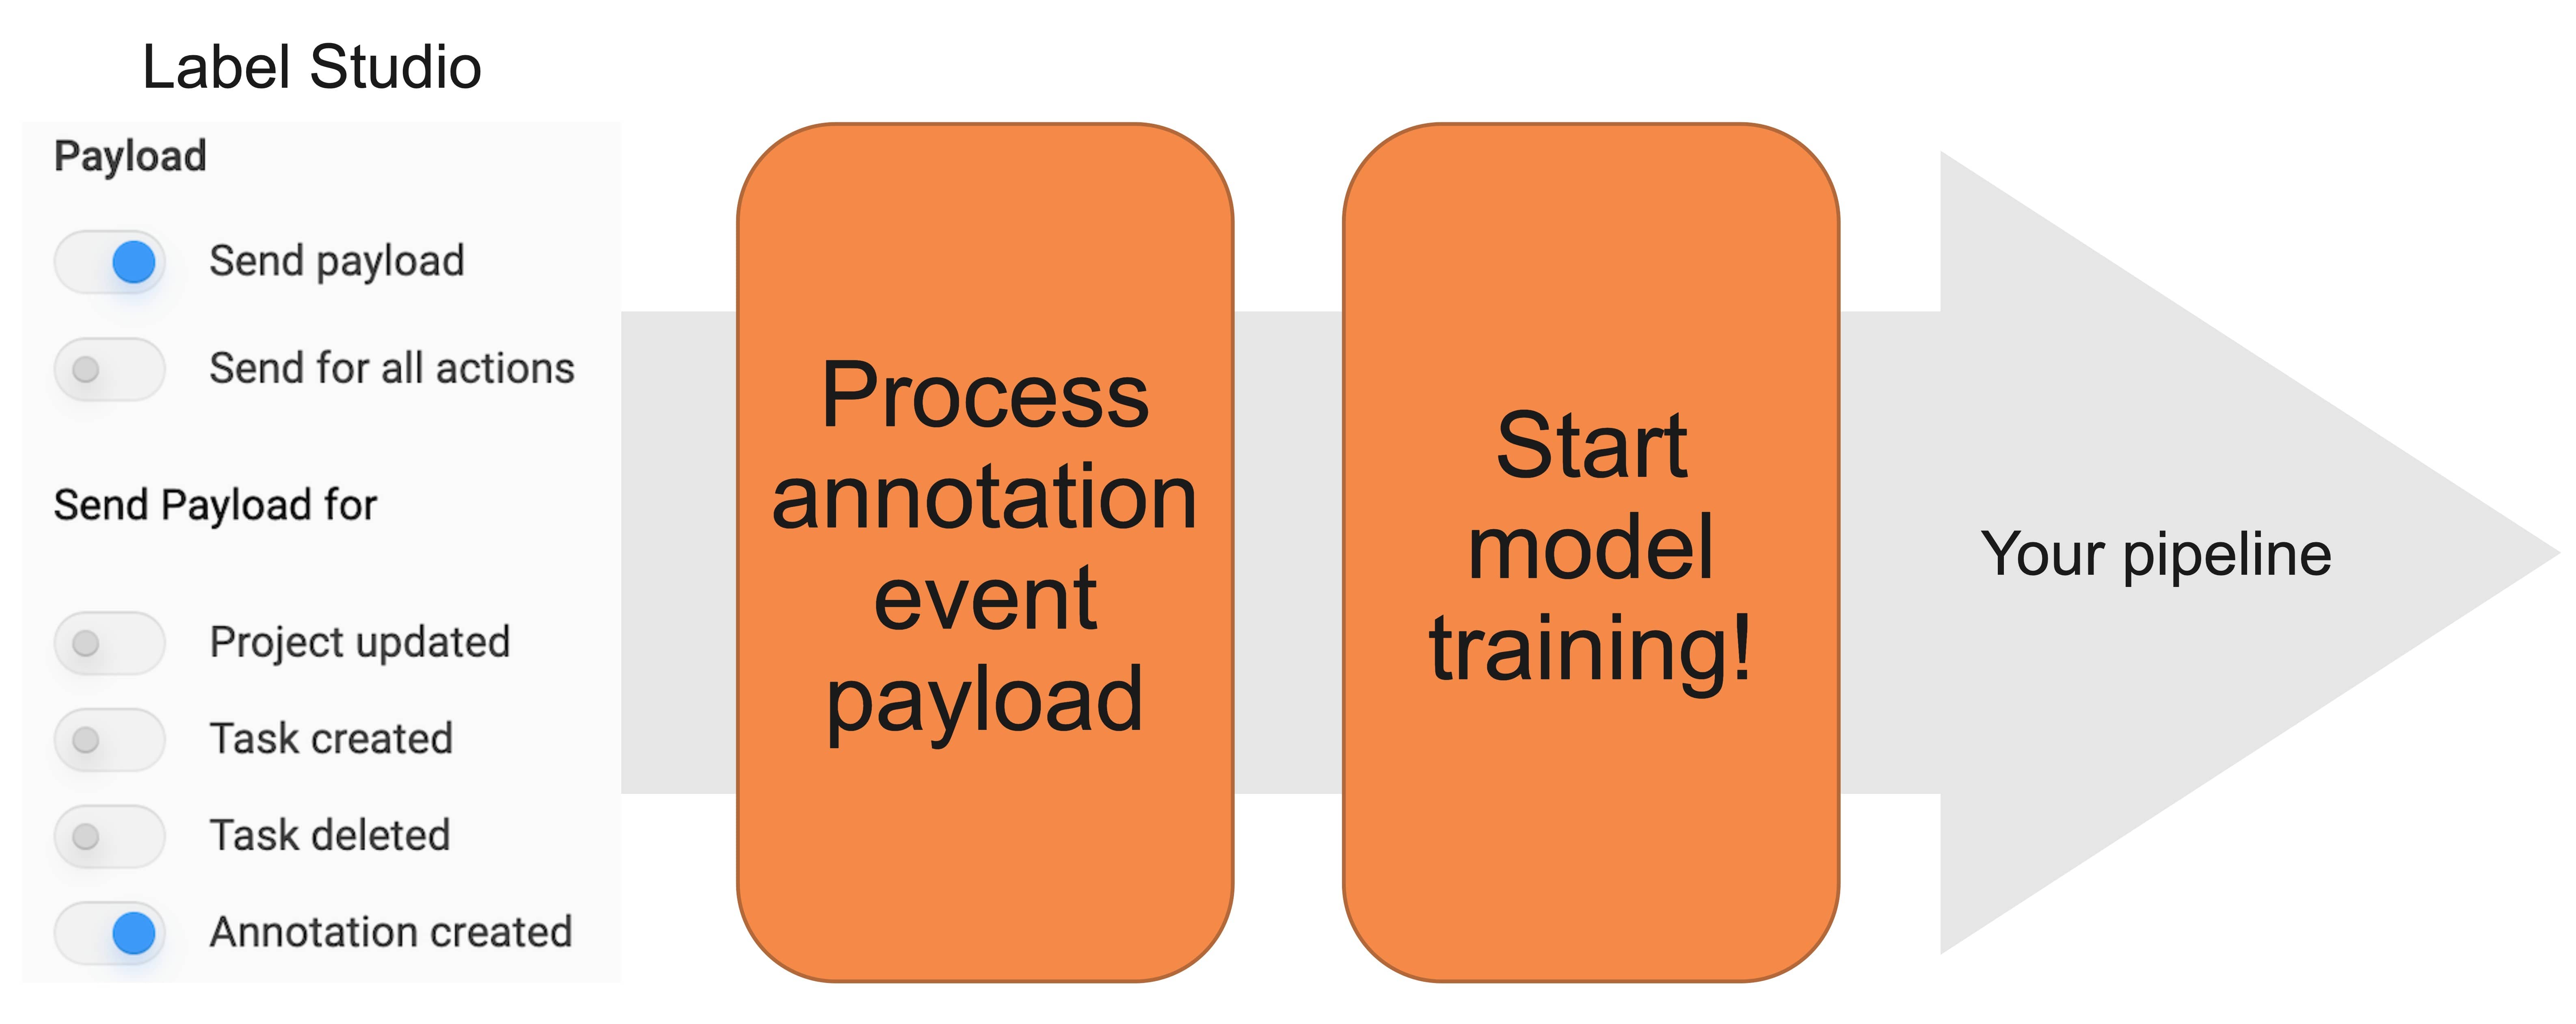 Label Studio
Payload
Send payload
Send for all actions
Send Payload for
Project updated
Task created
Task deleted
Annotation created
Process
annotation
event
payload
Start
model
training!
Your pipeline